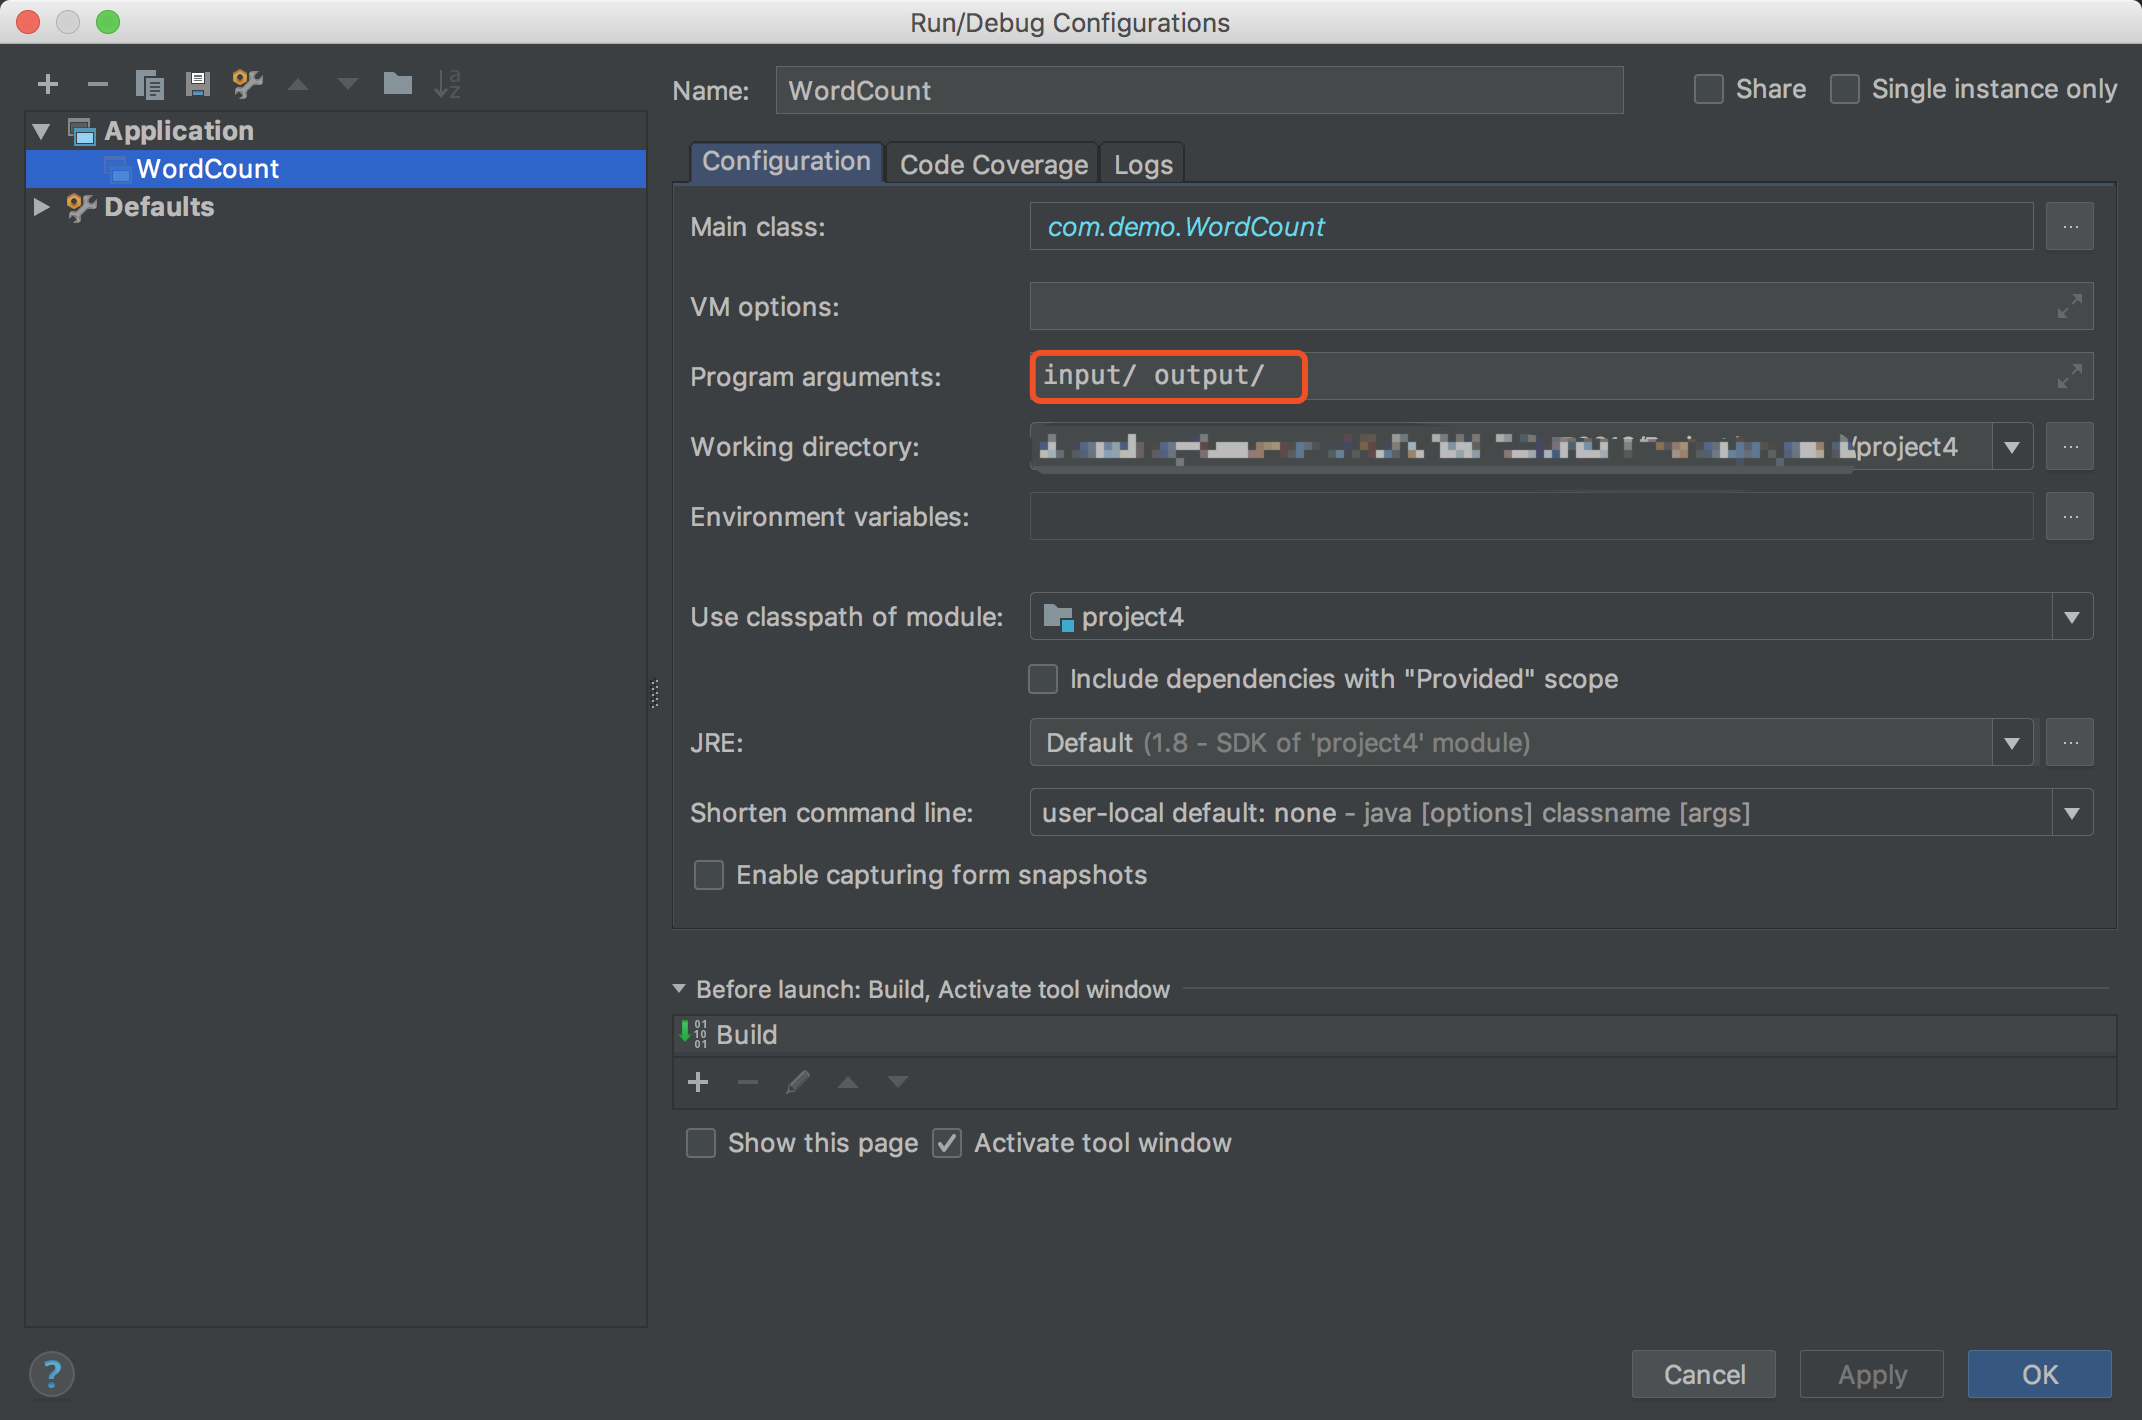 Run/Debug Configurations
Name: WordCount Share Single instance only
Application
WordCount
Defaults
Configuration Code Coverage Logs
Main class: com.demo.WordCount ...
VM options:
Program arguments: input/ output/
Working directory: /project4 ...
Environment variables: ...
Use classpath of module: project4
Include dependencies with "Provided" scope
JRE: Default (1.8 - SDK of 'project4' module) ...
Shorten command line: user-local default: none - java [options] classname [args]
Enable capturing form snapshots
Before launch: Build, Activate tool window
Build
Show this page Activate tool window
? Cancel Apply OK